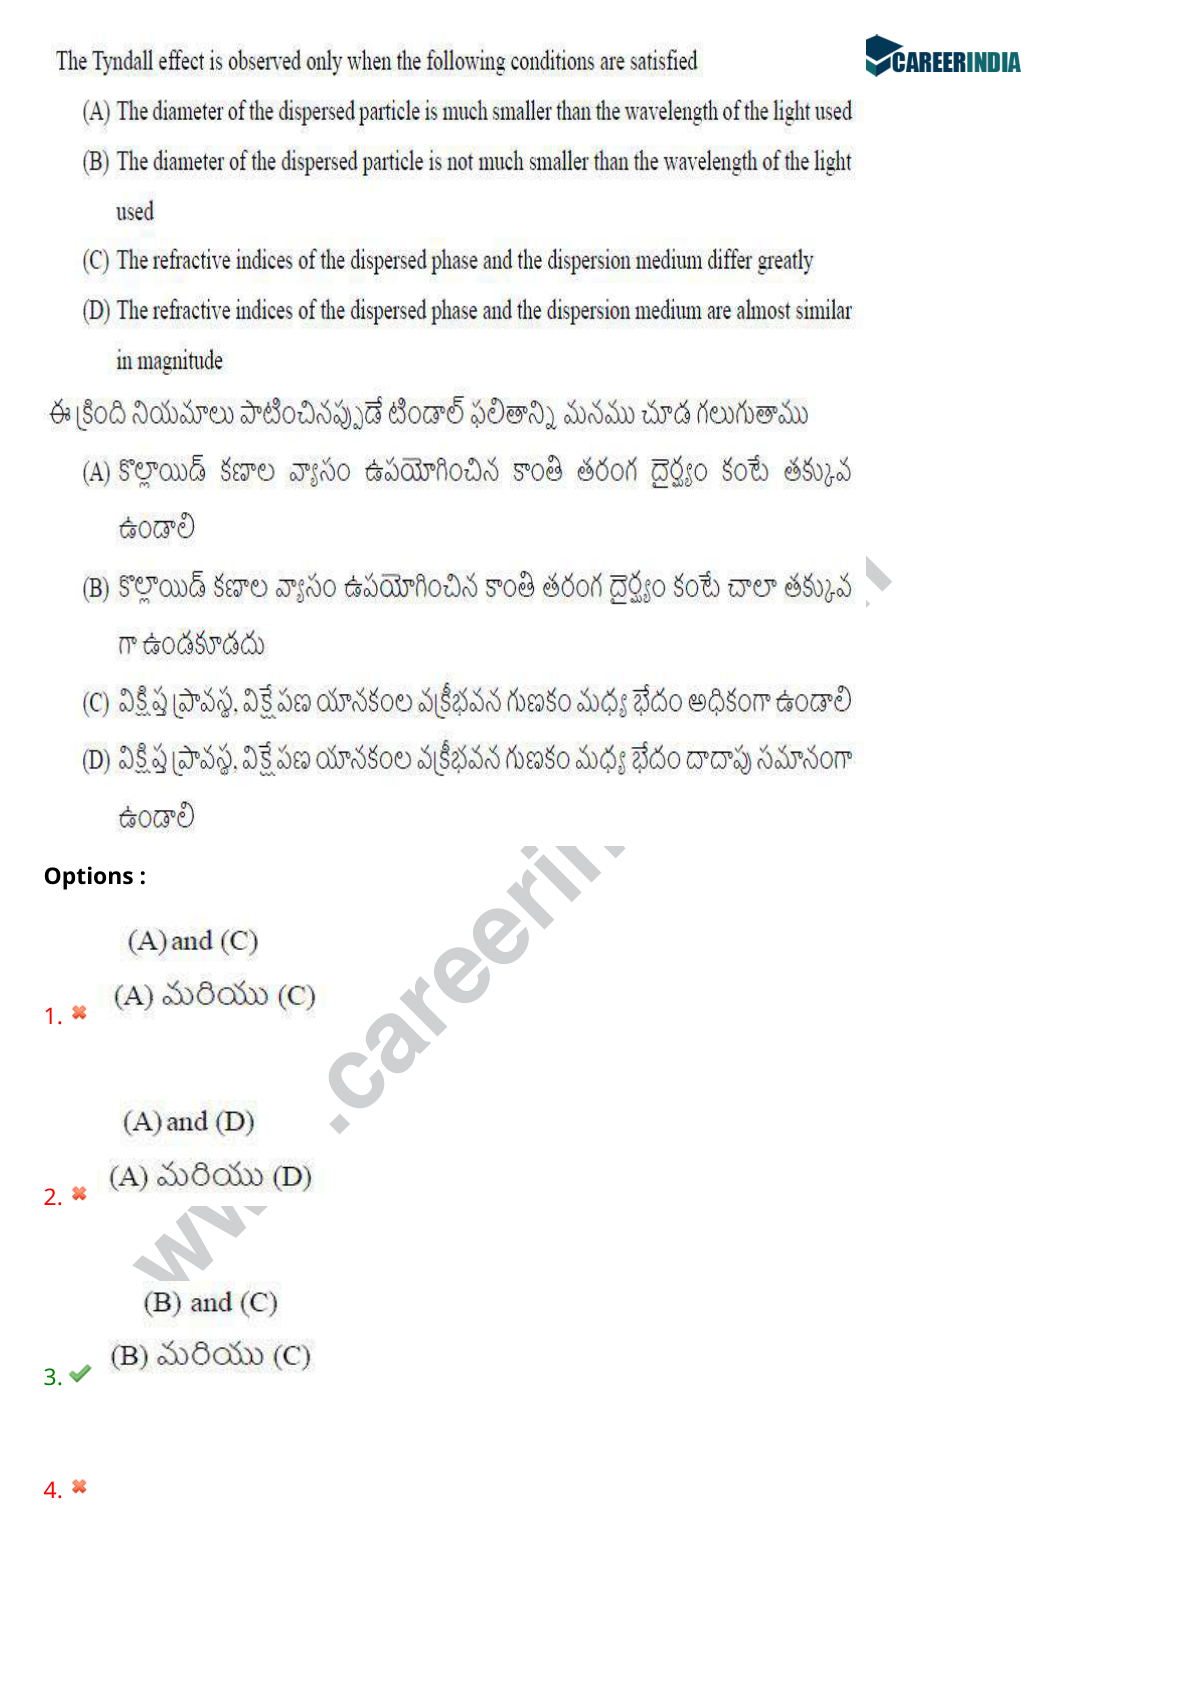 The Tyndall effect is observed only when the following conditions are satisfied
CAREERINDIA
(A) The diameter of the dispersed particle is much smaller than the wavelength of the light used
(B) The diameter of the dispersed particle is not much smaller than the wavelength of the light
used
(C) The refractive indices of the dispersed phase and the dispersion medium differ greatly
(D) The refractive indices of the dispersed phase and the dispersion medium are almost similar
in magnitude
ఈ క్రింది నియమాలు పాటించినప్పుడే టిండాల్ ఫలితాన్ని మనము చూడ గలుగుతాము
(A) కొల్లాయిడ్ కణాల వ్యాసం ఉపయోగించిన కాంతి తరంగ దైర్ఘ్యం కంటే తక్కువ
ఉండాలి
(B) కొల్లాయిడ్ కణాల వ్యాసం ఉపయోగించిన కాంతి తరంగ దైర్ఘ్యం కంటే చాలా తక్కువ
గా ఉండకూడదు
(C) విక్షిప్త ప్రావస్థ, విక్షేపణ యానకంల వక్రీభవన గుణకం మధ్య భేదం అధికంగా ఉండాలి
(D) విక్షిప్త ప్రావస్థ, విక్షేపణ యానకంల వక్రీభవన గుణకం మధ్య భేదం దాదాపు సమానంగా
ఉండాలి
Options :
(A) and (C)
(A) మరియు (C)
1.
(A) and (D)
(A) మరియు (D)
2.
(B) and (C)
(B) మరియు (C)
3.
4.